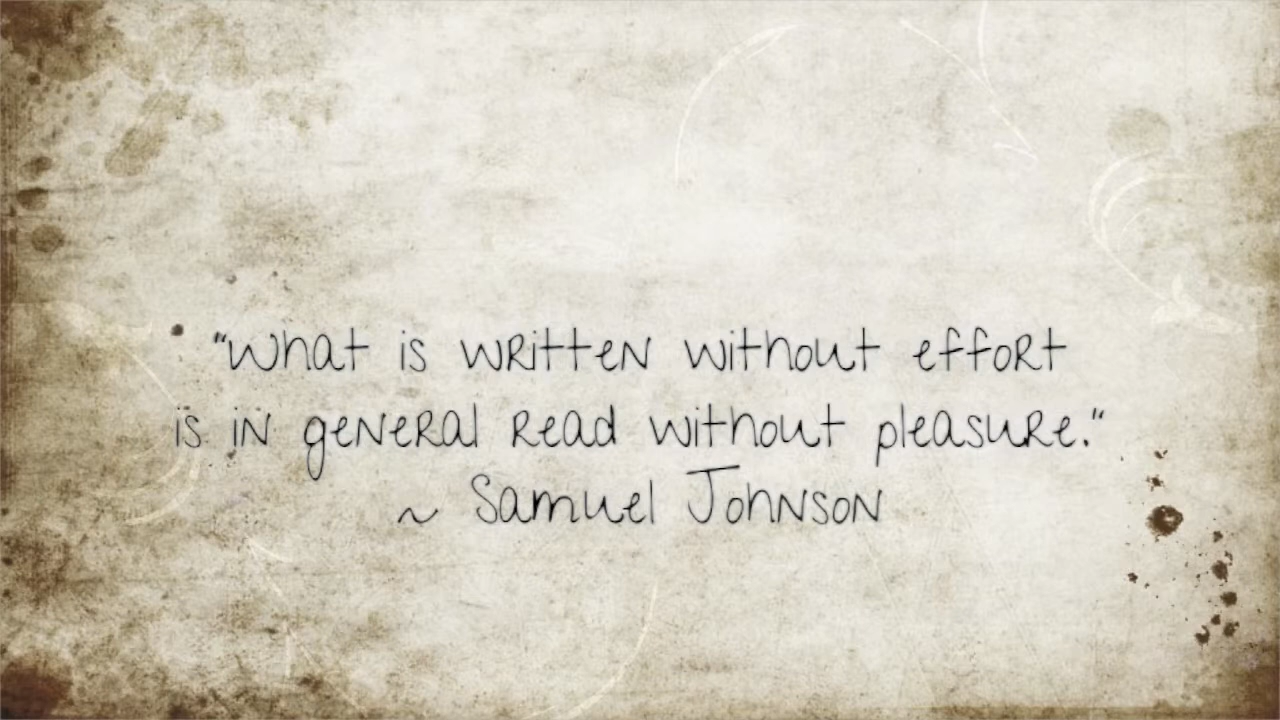 "What is written without effort
is in general read without pleasure."
~ Samuel Johnson